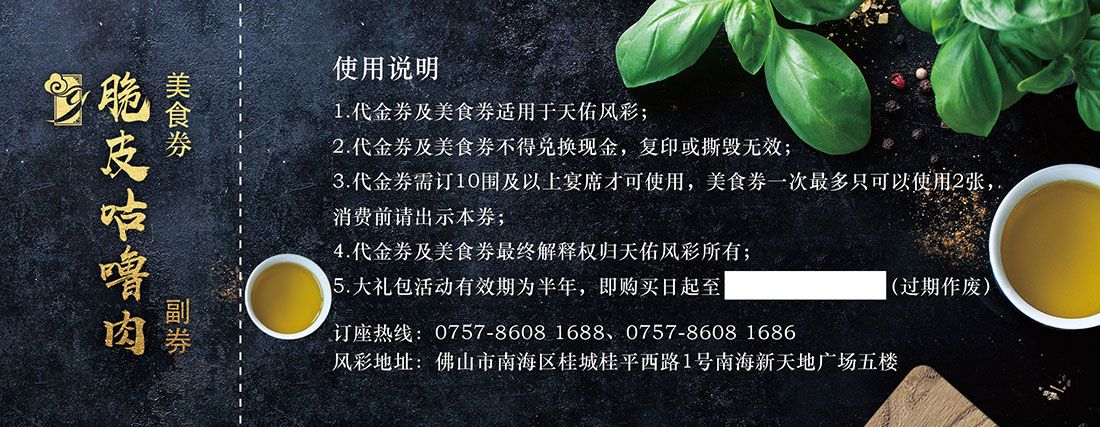 美食券
脆皮咕噜肉
副券
使用说明
1.代金券及美食券适用于天佑风彩；
2.代金券及美食券不得兑换现金，复印或撕毁无效；
3.代金券需订10围及以上宴席才可使用，美食券一次最多只可以使用2张，
消费前请出示本券；
4.代金券及美食券最终解释权归天佑风彩所有；
5.大礼包活动有效期为半年，即购买日起至 (过期作废)
订座热线：0757-8608 1688、0757-8608 1686
风彩地址：佛山市南海区桂城桂平西路1号南海新天地广场五楼